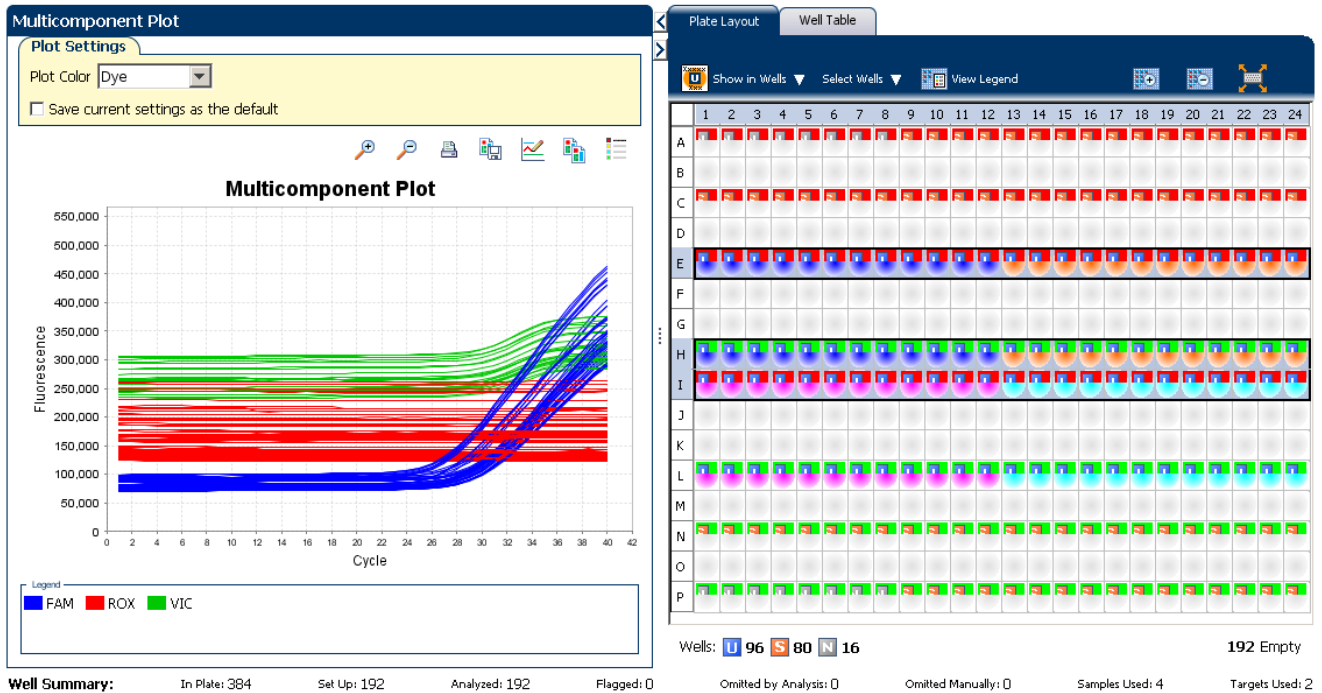 Multicomponent Plot
Plot Settings
Plot Color Dye
Save current settings as the default
Multicomponent Plot
550,000
500,000
450,000
400,000
350,000
300,000
250,000
200,000
150,000
100,000
50,000
0
Fluorescence
0 2 4 6 8 10 12 14 16 18 20 22 24 26 28 30 32 34 36 38 40 42
Cycle
Legend
FAM ROX VIC
Plate Layout Well Table
U Show in Wells ▼ Select Wells ▼ View Legend
1 2 3 4 5 6 7 8 9 10 11 12 13 14 15 16 17 18 19 20 21 22 23 24
A
B
C
D
E
F
G
H
I
J
K
L
M
N
O
P
Wells: U 96 S 80 N 16 192 Empty
Well Summary: In Plate: 384 Set Up: 192 Analyzed: 192 Flagged: 0 Omitted by Analysis: 0 Omitted Manually: 0 Samples Used: 4 Targets Used: 2